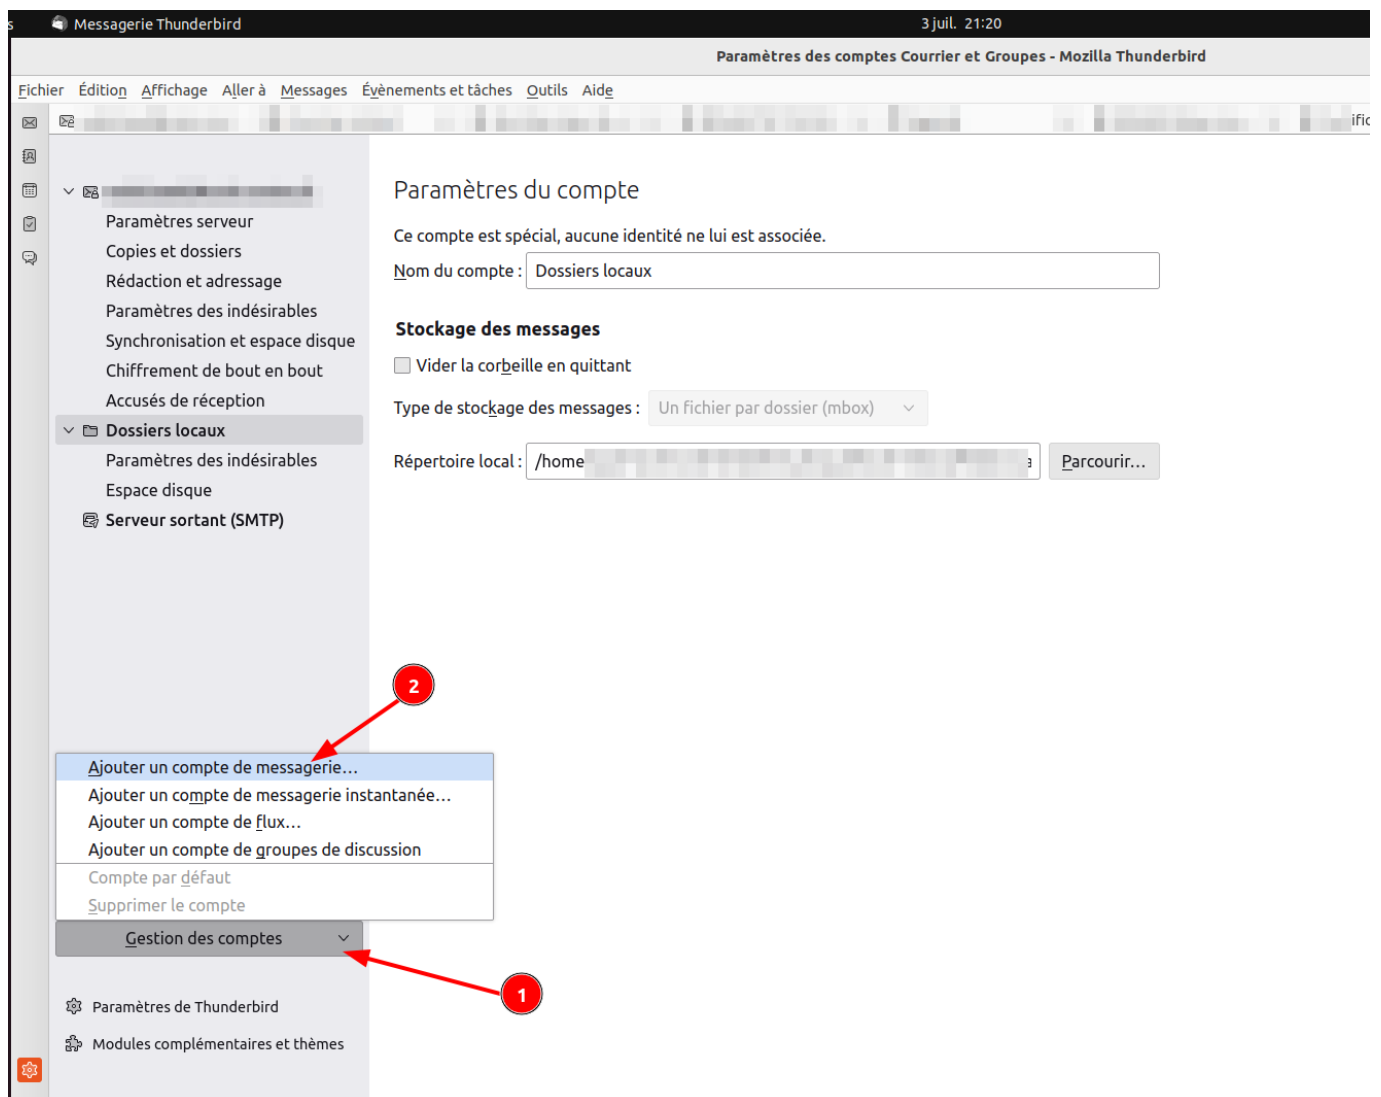 Messagerie Thunderbird 3 juil. 21:20
Paramètres des comptes Courrier et Groupes - Mozilla Thunderbird
Fichier Édition Affichage Aller à Messages Évènements et tâches Outils Aide
Paramètres serveur
Copies et dossiers
Rédaction et adressage
Paramètres des indésirables
Synchronisation et espace disque
Chiffrement de bout en bout
Accusés de réception
Dossiers locaux
Paramètres des indésirables
Espace disque
Serveur sortant (SMTP)
Paramètres du compte
Ce compte est spécial, aucune identité ne lui est associée.
Nom du compte : Dossiers locaux
Stockage des messages
Vider la corbeille en quittant
Type de stockage des messages : Un fichier par dossier (mbox)
Répertoire local : /home Parcourir...
2
Ajouter un compte de messagerie...
Ajouter un compte de messagerie instantanée...
Ajouter un compte de flux...
Ajouter un compte de groupes de discussion
Compte par défaut
Supprimer le compte
Gestion des comptes
1
Paramètres de Thunderbird
Modules complémentaires et thèmes